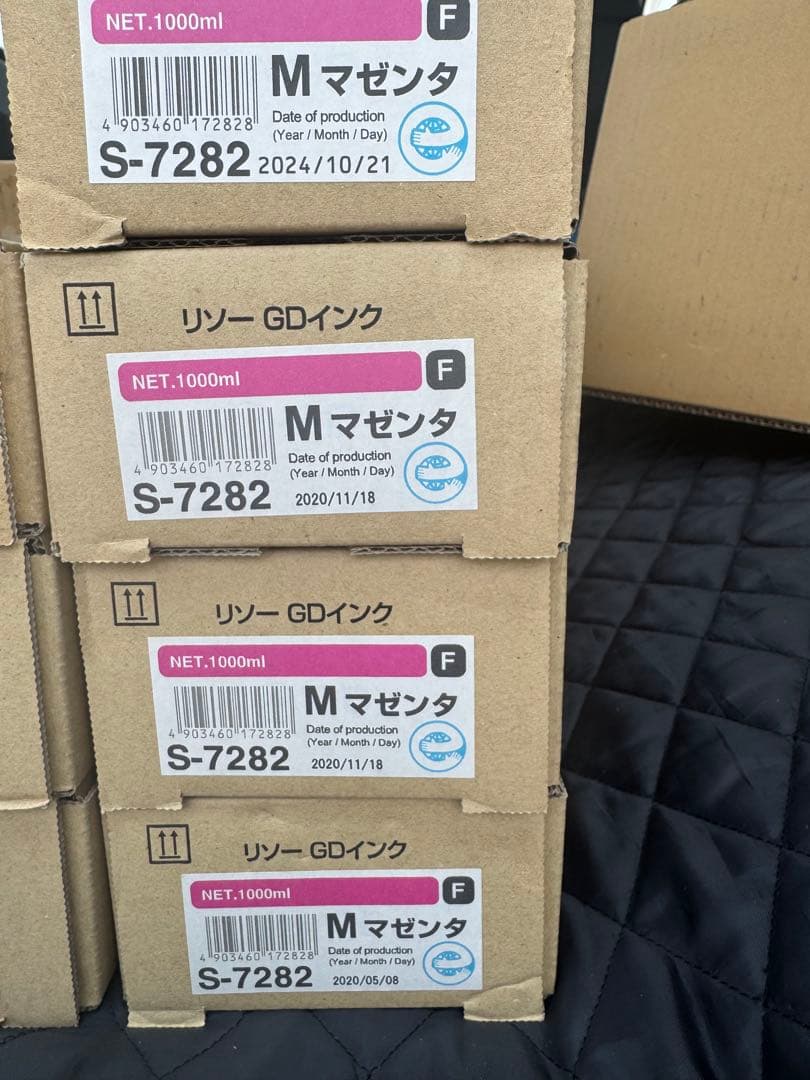 NET.1000ml F
M マゼンタ
4 903460 172828
Date of production
(Year / Month / Day)
S-7282 2024/10/21
リソー GDインク
NET.1000ml F
M マゼンタ
4 903460 172828
Date of production
(Year / Month / Day)
S-7282 2020/11/18
リソー GDインク
NET.1000ml F
M マゼンタ
4 903460 172828
Date of production
(Year / Month / Day)
S-7282 2020/11/18
リソー GDインク
NET.1000ml F
M マゼンタ
4 903460 172828
Date of production
(Year / Month / Day)
S-7282 2020/05/08